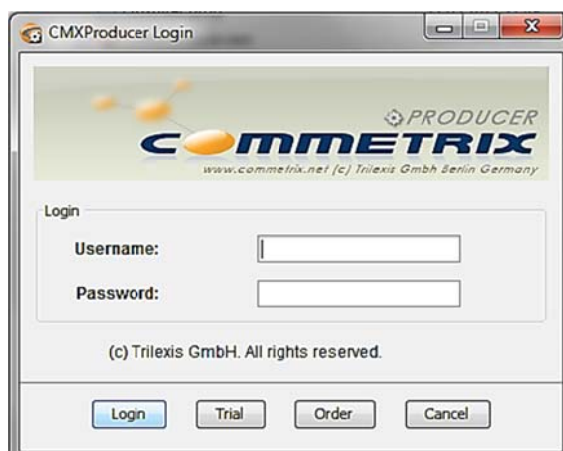 CMXProducer Login
PRODUCER
COMMETRIX
www.commetrix.net (c) Trilexis GmbH Berlin Germany
Login
Username:
Password:
(c) Trilexis GmbH. All rights reserved.
Login Trial Order Cancel